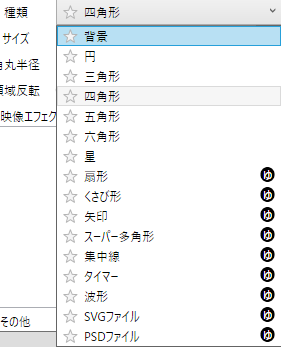 種類
四角形
サイズ
角丸半径
領域反転
映像エフェク
その他
背景
円
三角形
四角形
五角形
六角形
星
扇形 ゆ
くさび形 ゆ
矢印 ゆ
スーパー多角形 ゆ
集中線 ゆ
タイマー ゆ
波形 ゆ
SVGファイル ゆ
PSDファイル ゆ